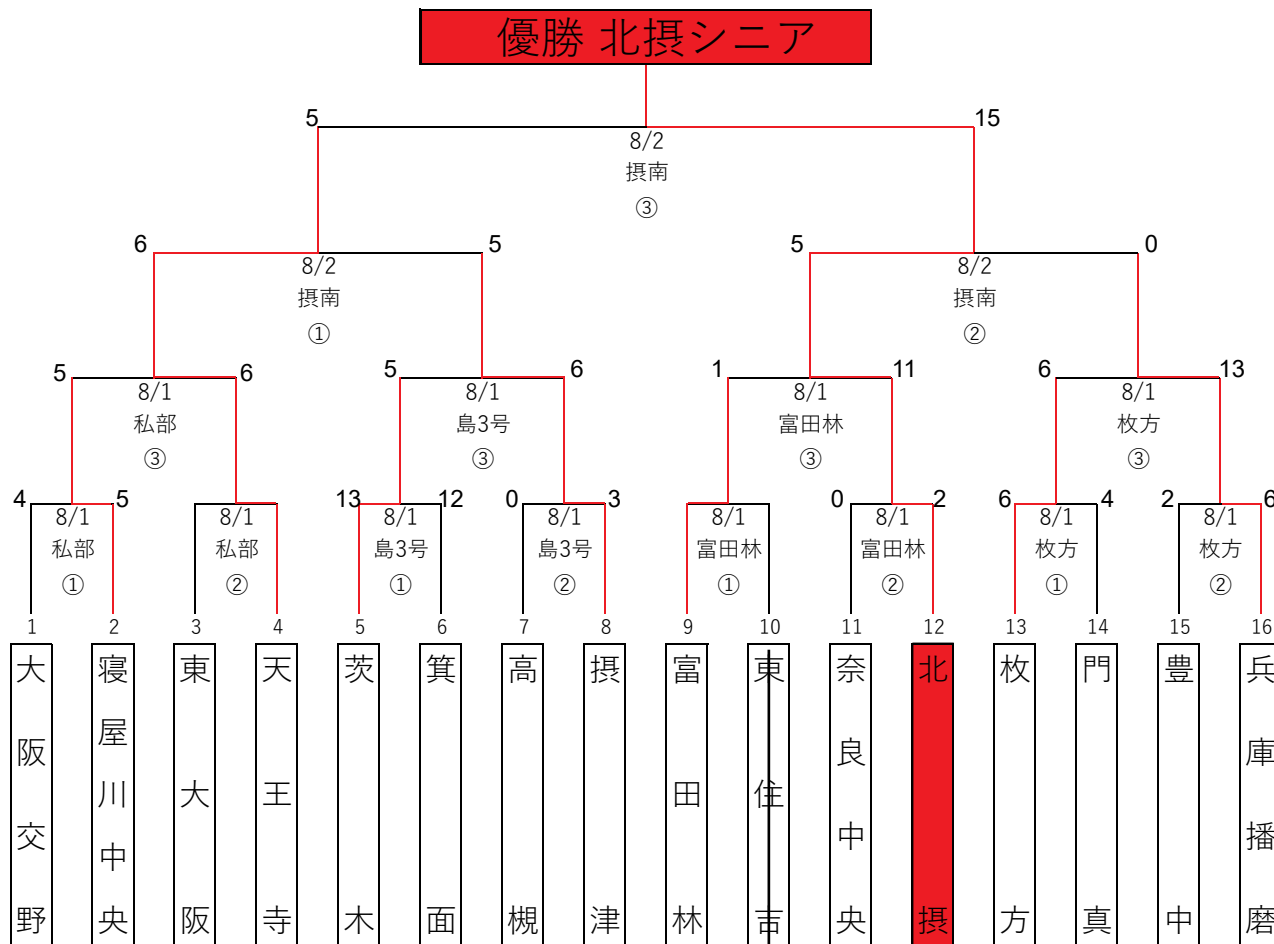 優勝 北摂シニア
5 15
8/2
摂南
③
6 5 5 0
8/2 8/2
摂南 摂南
① ②
5 6 5 6 1 11 6 13
8/1 8/1 8/1 8/1
私部 島3号 富田林 枚方
③ ③ ③ ③
4 5 13 12 0 3 0 2 6 4 2 6
8/1 8/1 8/1 8/1 8/1 8/1 8/1 8/1
私部 私部 島3号 島3号 富田林 富田林 枚方 枚方
① ② ① ② ① ② ① ②
1 2 3 4 5 6 7 8 9 10 11 12 13 14 15 16
大阪交野
寝屋川中央
東大阪
天王寺
茨木
箕面
高槻
摂津
富田林
東住吉
奈良中央
北摂
枚方
門真
豊中
兵庫播磨